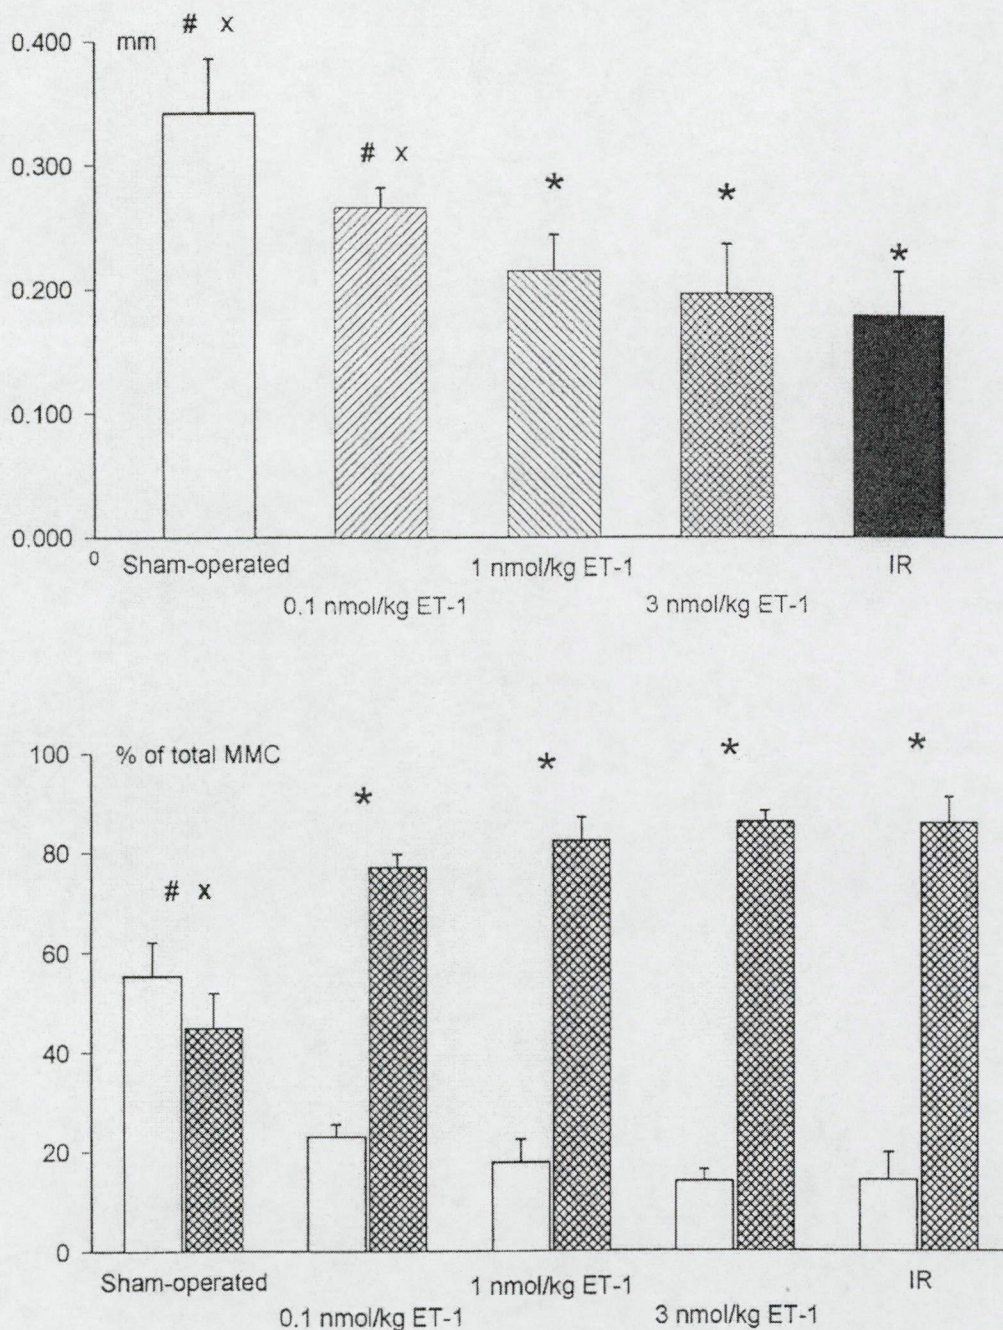 # x
0.400 mm
# x
0.300
*
*
*
0.200
0.100
0.000
0
Sham-operated 1 nmol/kg ET-1 IR
0.1 nmol/kg ET-1 3 nmol/kg ET-1
100 % of total MMC
* * * *
80
# x
60
40
20
0
Sham-operated 1 nmol/kg ET-1 IR
0.1 nmol/kg ET-1 3 nmol/kg ET-1